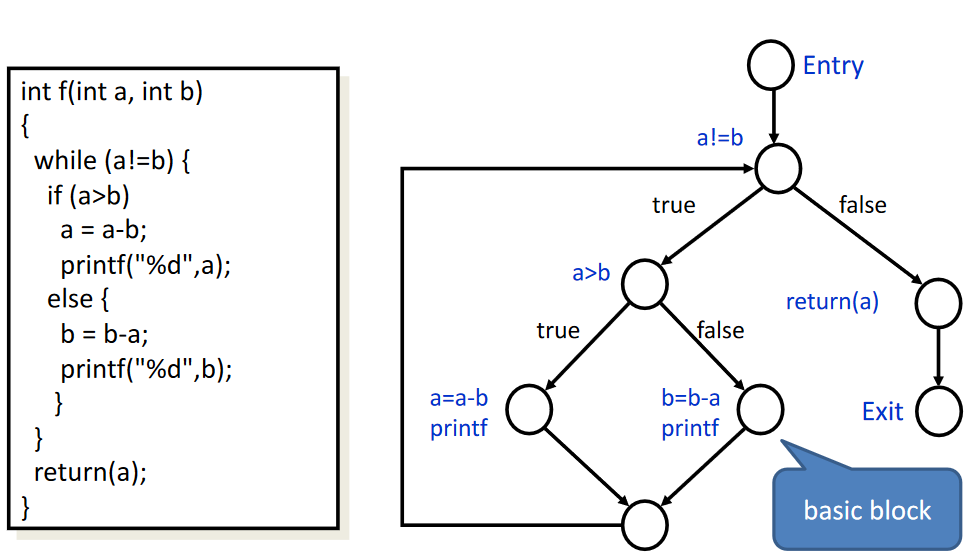 int f(int a, int b)
{
while (a!=b) {
if (a>b)
a = a-b;
printf("%d",a);
else {
b = b-a;
printf("%d",b);
}
}
return(a);
}
Entry
a!=b
true
false
a>b
return(a)
true
false
a=a-b
printf
b=b-a
printf
Exit
basic block